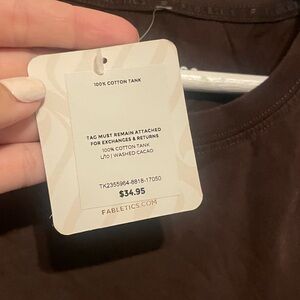 100% COTTON TANK
TAG MUST REMAIN ATTACHED
FOR EXCHANGES & RETURNS
100% COTTON TANK
L/10 | WASHED CACAO
TK2355964-8818-17050
$34.95
FABLETICS.COM